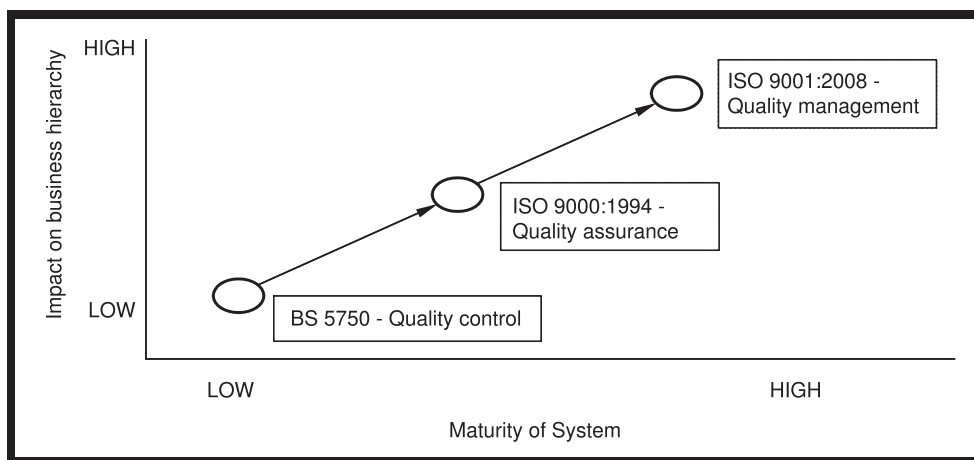 HIGH
Impact on business hierarchy
LOW
ISO 9001:2008 -
Quality management
ISO 9000:1994 -
Quality assurance
BS 5750 - Quality control
LOW
HIGH
Maturity of System